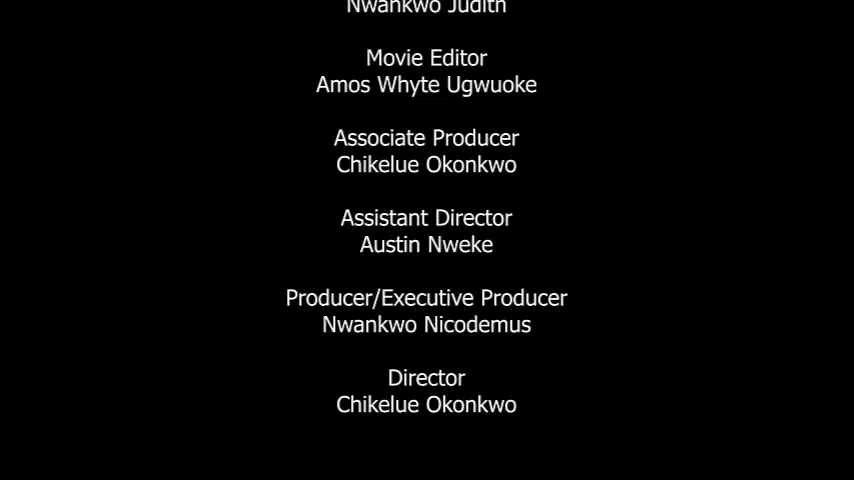 Nwankwo Judith
Movie Editor
Amos Whyte Ugwuoke
Associate Producer
Chikelue Okonkwo
Assistant Director
Austin Nweke
Producer/Executive Producer
Nwankwo Nicodemus
Director
Chikelue Okonkwo